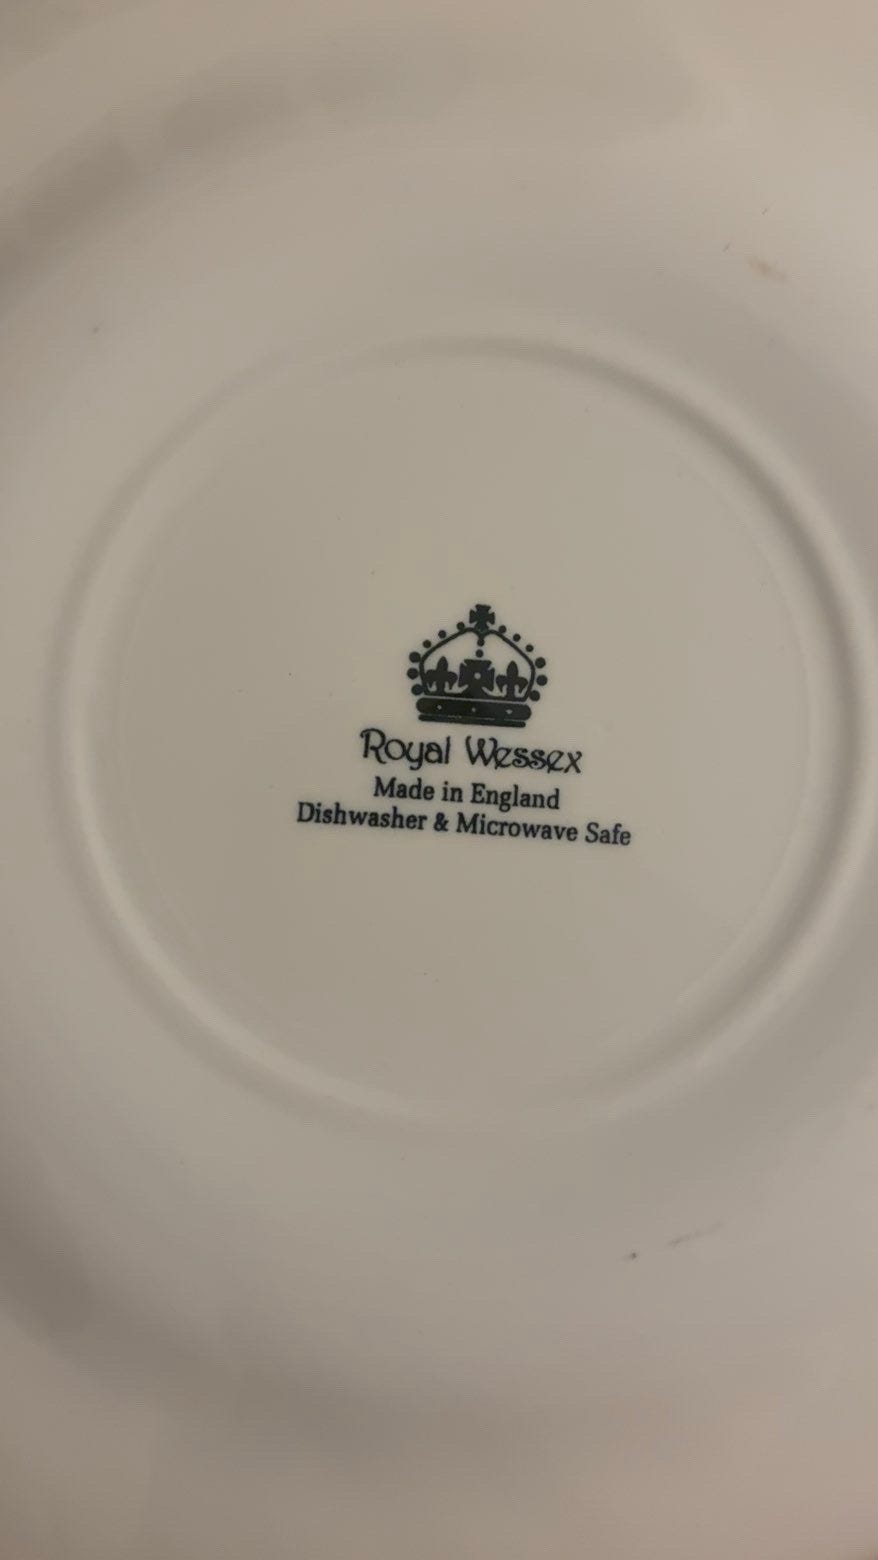 Royal Wessex
Made in England
Dishwasher & Microwave Safe